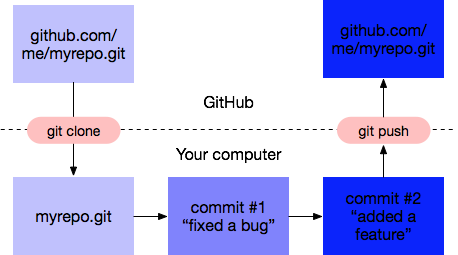 github.com/
me/myrepo.git
github.com/
me/myrepo.git
GitHub
git clone
git push
Your computer
myrepo.git
commit #1
“fixed a bug”
commit #2
“added a
feature”